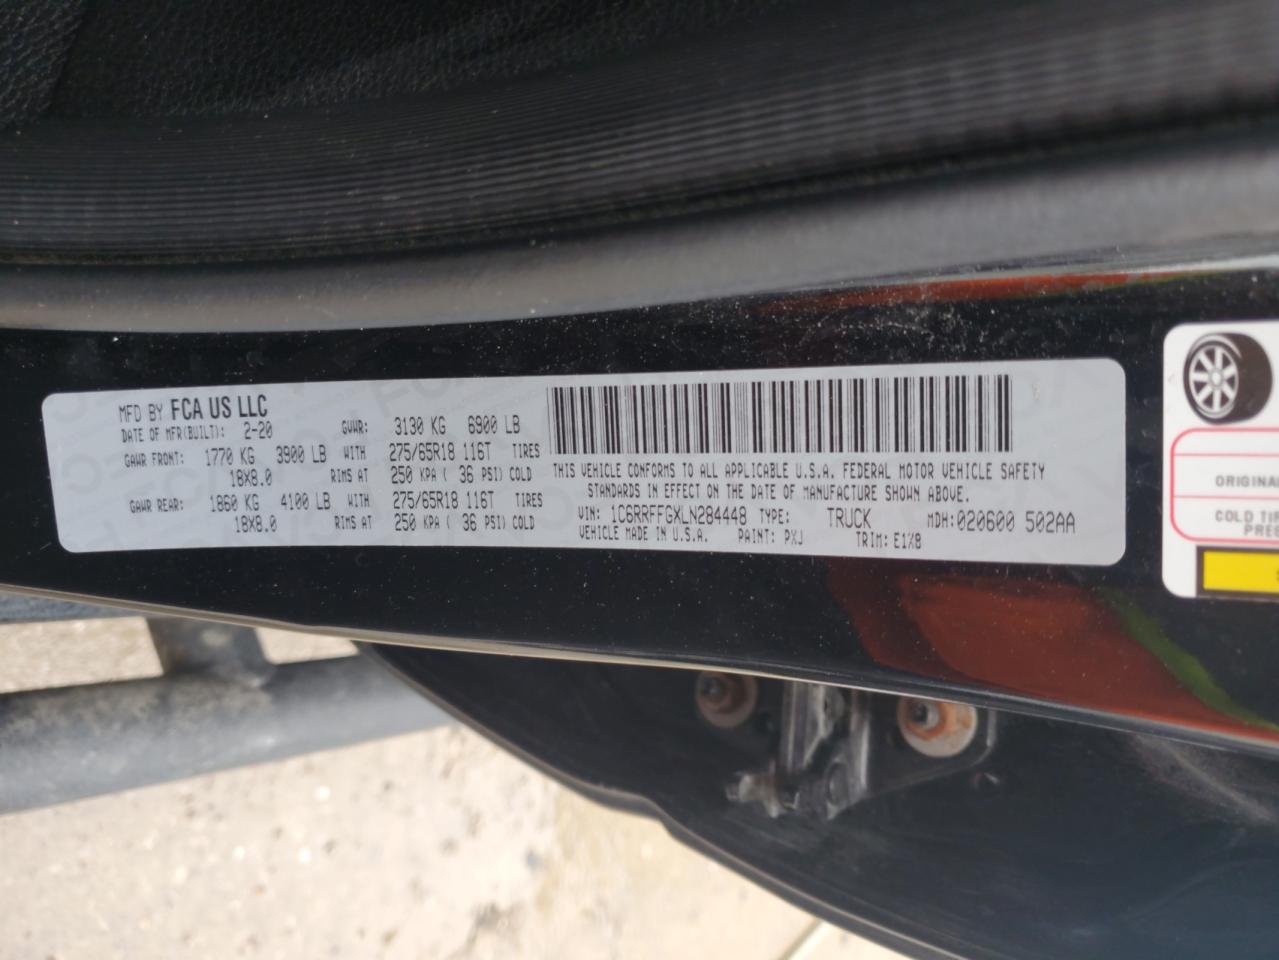 MFD BY FCA US LLC
DATE OF MFR(BUILT): 2-20 GVWR: 3130 KG 6900 LB
GAWR FRONT: 1770 KG 3900 LB WITH 275/65R18 116T TIRES
18X8.0 RIMS AT 250 KPA ( 36 PSI) COLD
GAWR REAR: 1860 KG 4100 LB WITH 275/65R18 116T TIRES
18X8.0 RIMS AT 250 KPA ( 36 PSI) COLD
THIS VEHICLE CONFORMS TO ALL APPLICABLE U.S.A. FEDERAL MOTOR VEHICLE SAFETY
STANDARDS IN EFFECT ON THE DATE OF MANUFACTURE SHOWN ABOVE.
VIN: 1C6RRFFGXLN284448 TYPE: TRUCK MDH:020600 502AA
VEHICLE MADE IN U.S.A. PAINT: PXJ TRIM: E1X8
ORIGINAL
COLD